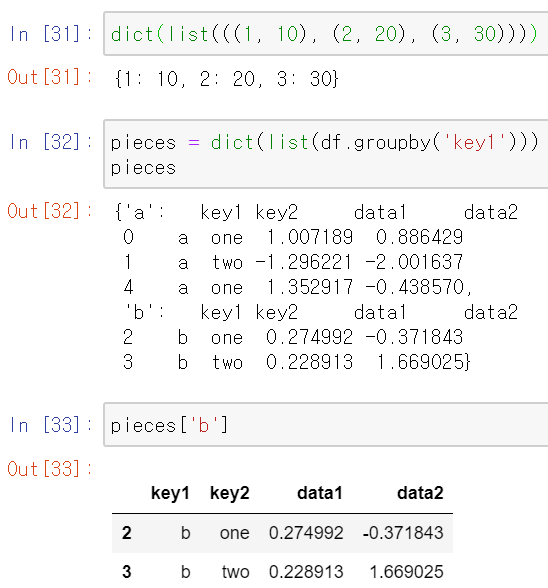 In [31]: dict(list(((1, 10), (2, 20), (3, 30))))
Out[31]: {1: 10, 2: 20, 3: 30}
In [32]: pieces = dict(list(df.groupby('key1')))
pieces
Out[32]: {'a':   key1 key2     data1     data2
0    a  one  1.007189  0.886429
1    a  two -1.296221 -2.001637
4    a  one  1.352917 -0.438570,
'b':   key1 key2     data1     data2
2    b  one  0.274992 -0.371843
3    b  two  0.228913  1.669025}
In [33]: pieces['b']
Out[33]:
key1 key2 data1 data2
2 b one 0.274992 -0.371843
3 b two 0.228913 1.669025